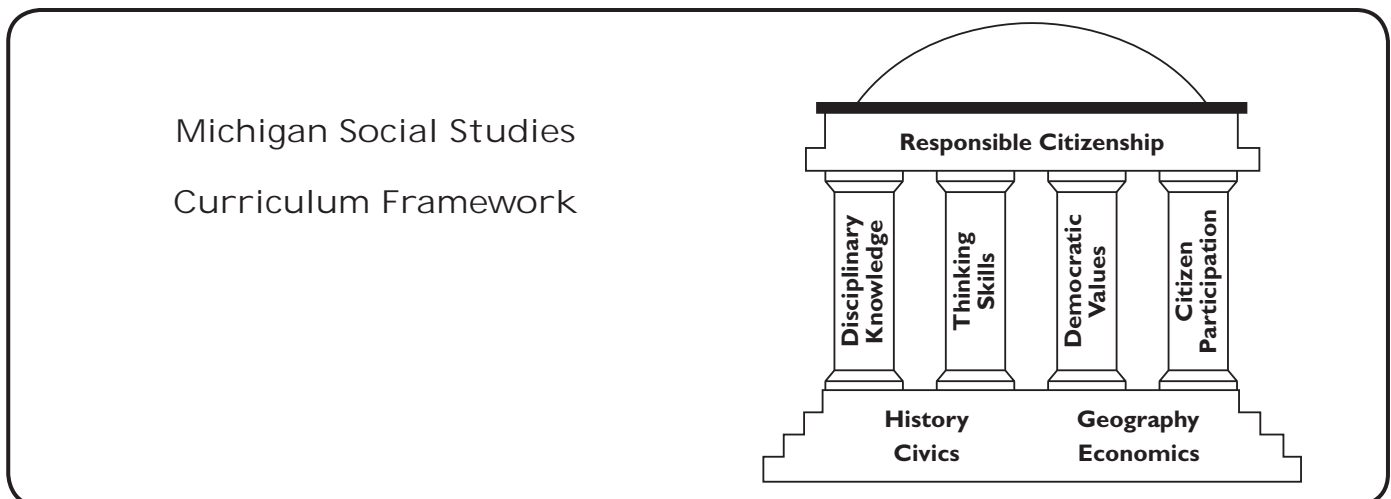 Michigan Social Studies
Curriculum Framework
Responsible Citizenship
Disciplinary
Knowledge
Thinking
Skills
Democratic
Values
Citizen
Participation
History
Civics
Geography
Economics